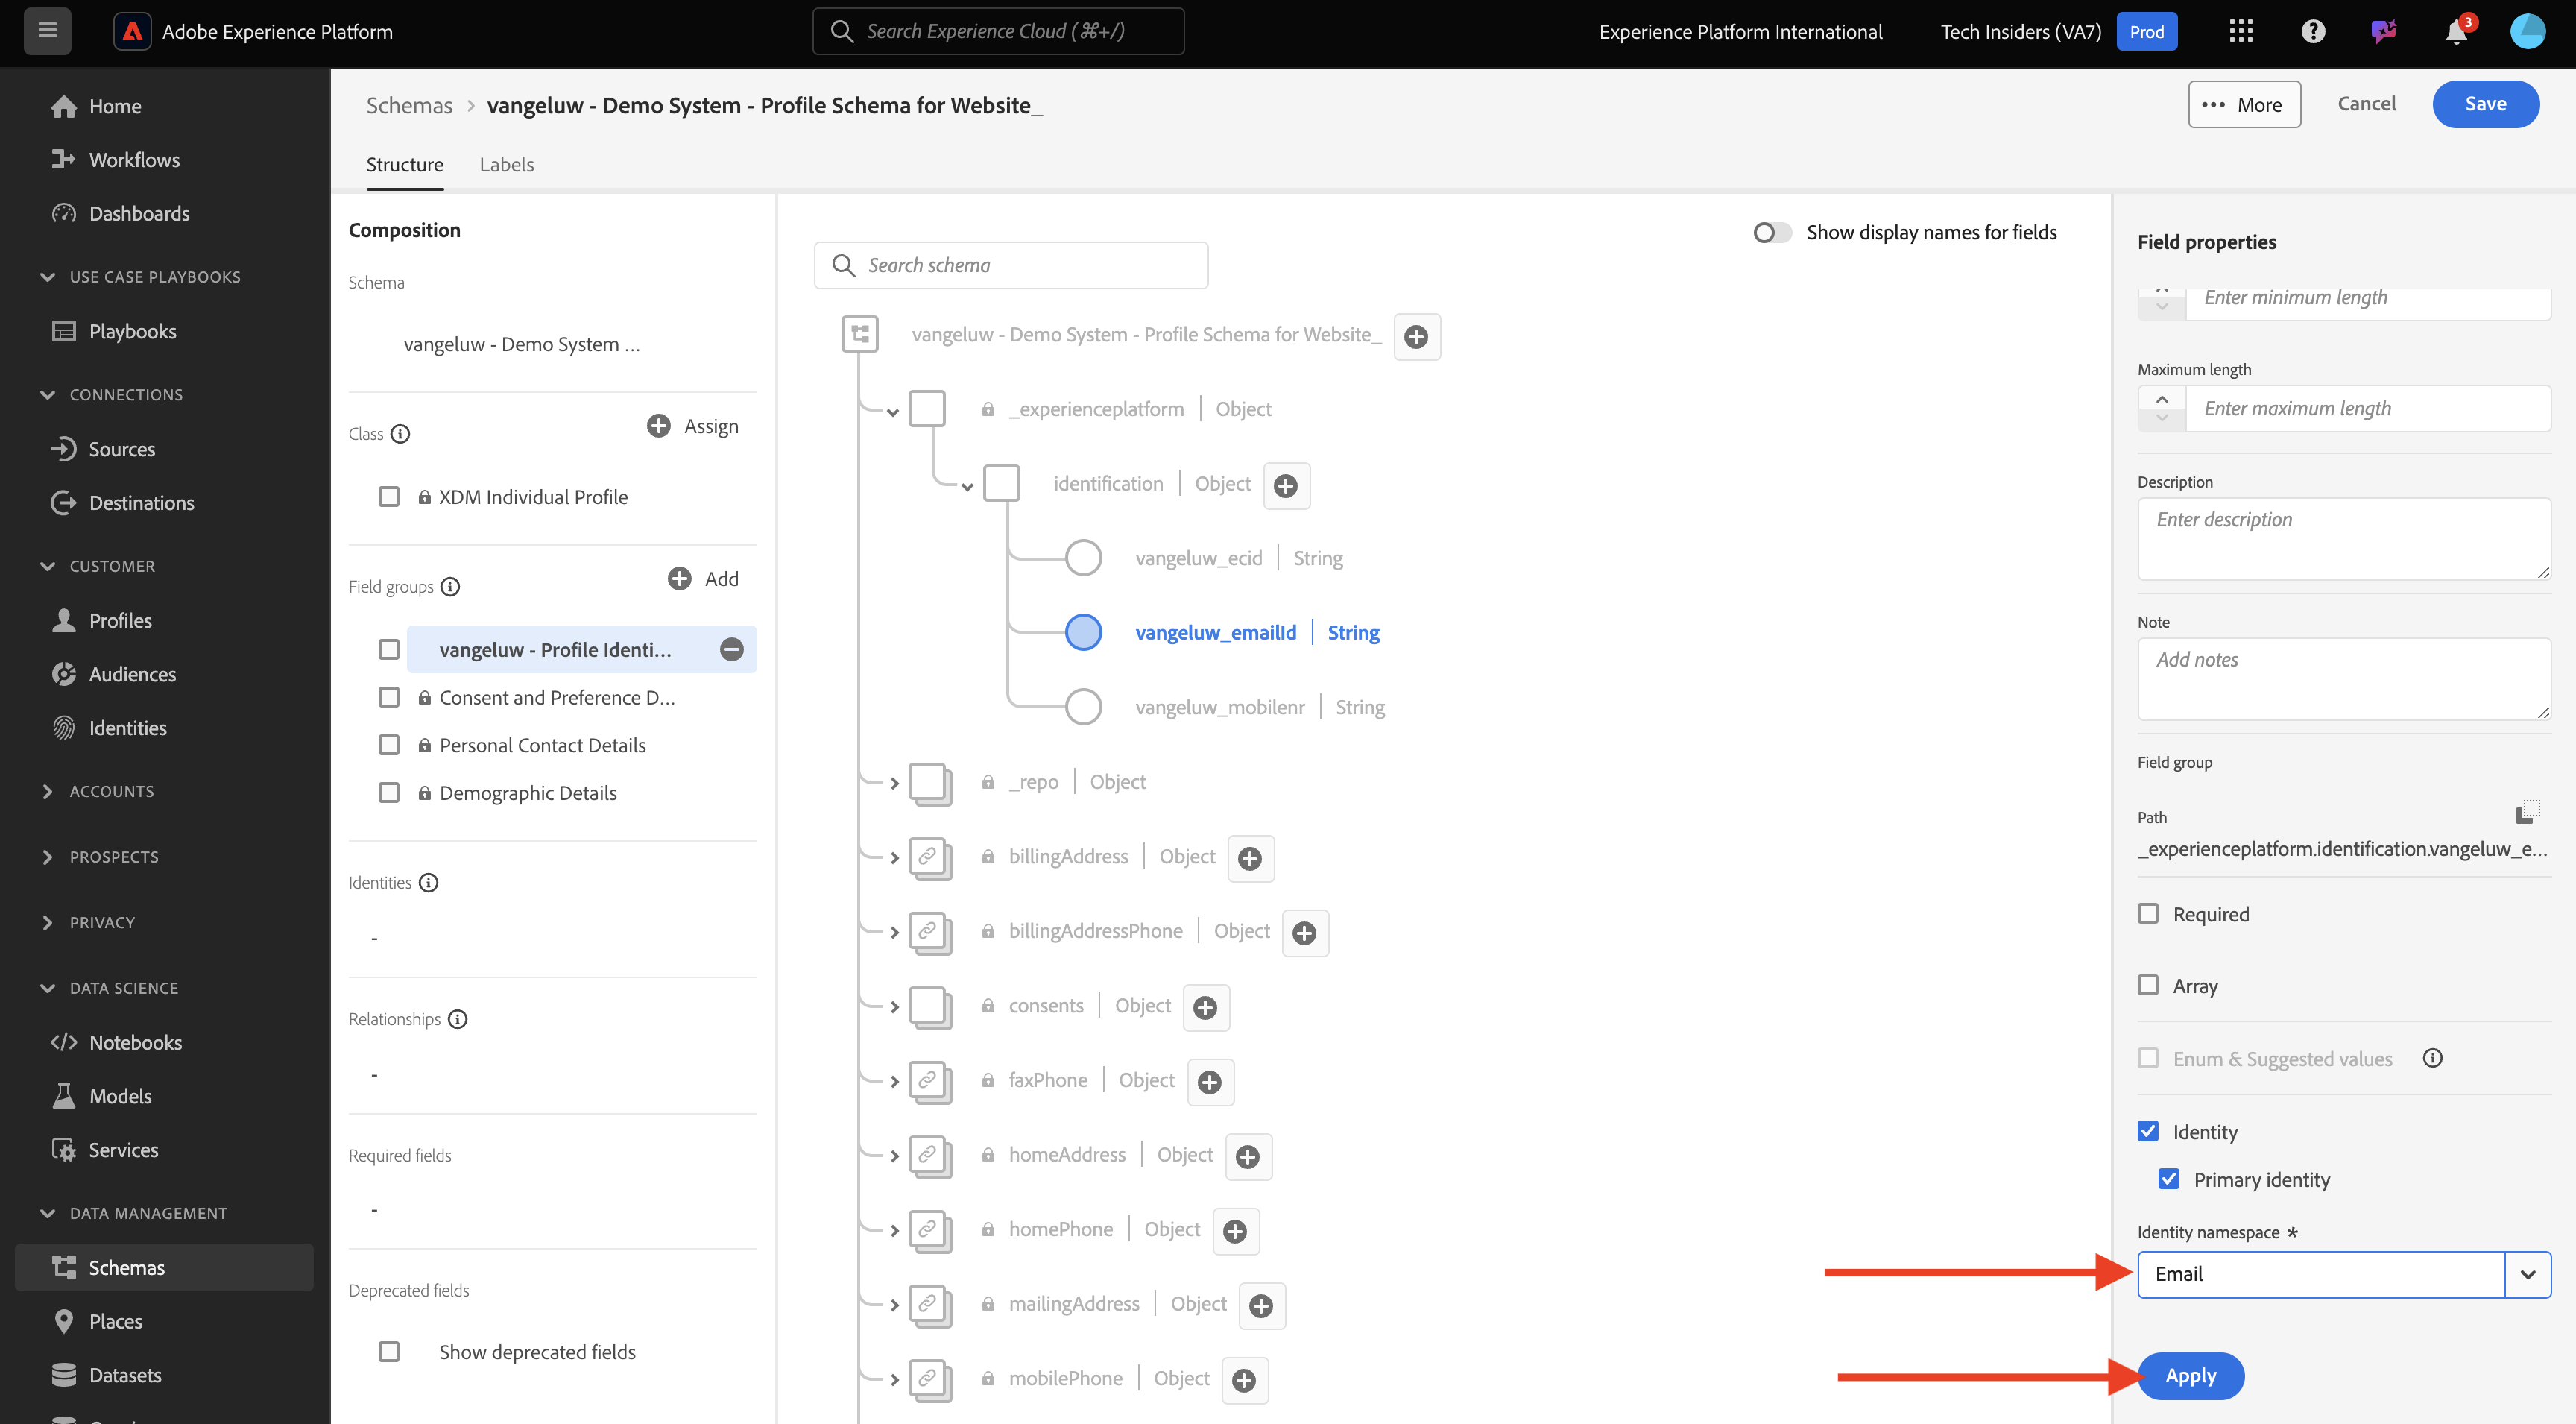 Adobe Experience Platform
Search Experience Cloud (⌘+/)
Experience Platform International
Tech Insiders (VA7)
Prod
3
Home
Workflows
Dashboards
USE CASE PLAYBOOKS
Playbooks
CONNECTIONS
Sources
Destinations
CUSTOMER
Profiles
Audiences
Identities
ACCOUNTS
PROSPECTS
PRIVACY
DATA SCIENCE
Notebooks
Models
Services
DATA MANAGEMENT
Schemas
Places
Datasets
Schemas > vangeluw - Demo System - Profile Schema for Website_
More
Cancel
Save
Structure
Labels
Composition
Schema
vangeluw - Demo System ...
Class
Assign
XDM Individual Profile
Field groups
Add
vangeluw - Profile Identi...
Consent and Preference D...
Personal Contact Details
Demographic Details
Identities
-
Relationships
-
Required fields
-
Deprecated fields
Show deprecated fields
Show display names for fields
Search schema
vangeluw - Demo System - Profile Schema for Website_
_experienceplatform | Object
identification | Object
vangeluw_ecid | String
vangeluw_emailId | String
vangeluw_mobilenr | String
_repo | Object
billingAddress | Object
billingAddressPhone | Object
consents | Object
faxPhone | Object
homeAddress | Object
homePhone | Object
mailingAddress | Object
mobilePhone | Object
Field properties
Enter minimum length
Maximum length
Enter maximum length
Description
Enter description
Note
Add notes
Field group
Path
_experienceplatform.identification.vangeluw_e...
Required
Array
Enum & Suggested values
Identity
Primary identity
Identity namespace *
Email
Apply